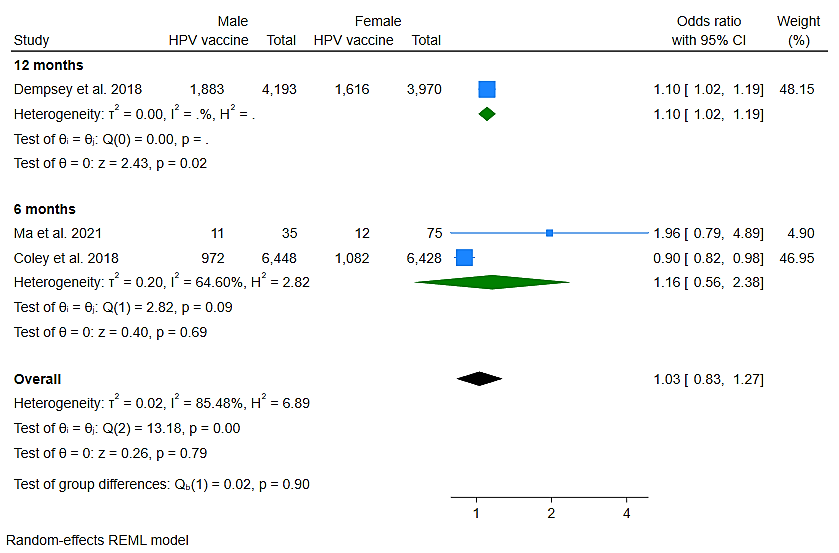 Male Female Odds ratio Weight
Study HPV vaccine Total HPV vaccine Total with 95% CI (%)
12 months
Dempsey et al. 2018 1,883 4,193 1,616 3,970 1.10 [ 1.02, 1.19] 48.15
Heterogeneity: τ² = 0.00, I² = .%, H² = . 1.10 [ 1.02, 1.19]
Test of θᵢ = θⱼ: Q(0) = 0.00, p = .
Test of θ = 0: z = 2.43, p = 0.02
6 months
Ma et al. 2021 11 35 12 75 1.96 [ 0.79, 4.89] 4.90
Coley et al. 2018 972 6,448 1,082 6,428 0.90 [ 0.82, 0.98] 46.95
Heterogeneity: τ² = 0.20, I² = 64.60%, H² = 2.82 1.16 [ 0.56, 2.38]
Test of θᵢ = θⱼ: Q(1) = 2.82, p = 0.09
Test of θ = 0: z = 0.40, p = 0.69
Overall 1.03 [ 0.83, 1.27]
Heterogeneity: τ² = 0.02, I² = 85.48%, H² = 6.89
Test of θᵢ = θⱼ: Q(2) = 13.18, p = 0.00
Test of θ = 0: z = 0.26, p = 0.79
Test of group differences: Q_b(1) = 0.02, p = 0.90
1 2 4
Random-effects REML model